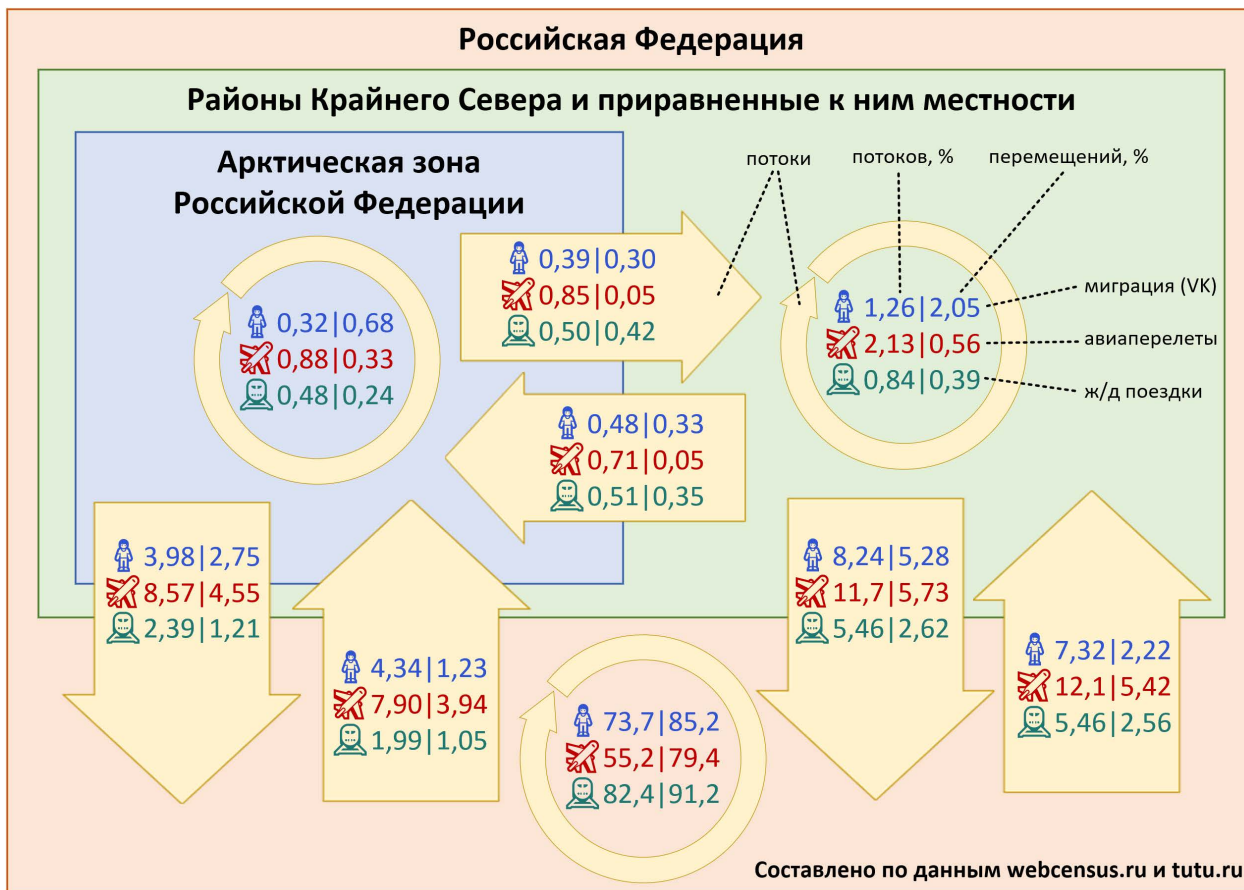 Российская Федерация
Районы Крайнего Севера и приравненные к ним местности
Арктическая зона
Российской Федерации
потоки
потоков, %
перемещений, %
0,39|0,30
0,85|0,05
0,50|0,42
0,32|0,68
0,88|0,33
0,48|0,24
1,26|2,05
2,13|0,56
0,84|0,39
миграция (VK)
авиаперелеты
ж/д поездки
0,48|0,33
0,71|0,05
0,51|0,35
3,98|2,75
8,57|4,55
2,39|1,21
4,34|1,23
7,90|3,94
1,99|1,05
73,7|85,2
55,2|79,4
82,4|91,2
8,24|5,28
11,7|5,73
5,46|2,62
7,32|2,22
12,1|5,42
5,46|2,56
Составлено по данным webcensus.ru и tutu.ru